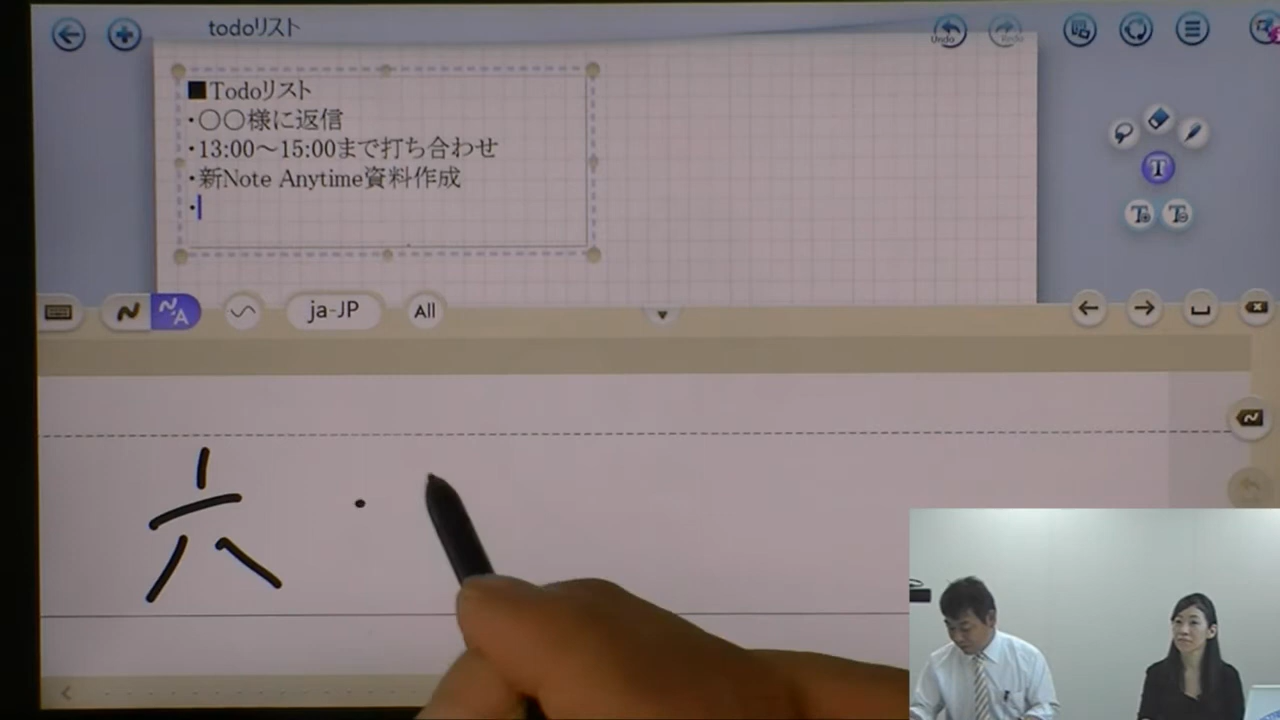 todoリスト
Undo
Redo
■Todoリスト
・〇〇様に返信
・13:00～15:00まで打ち合わせ
・新Note Anytime資料作成
・
ja-JP
All
六・